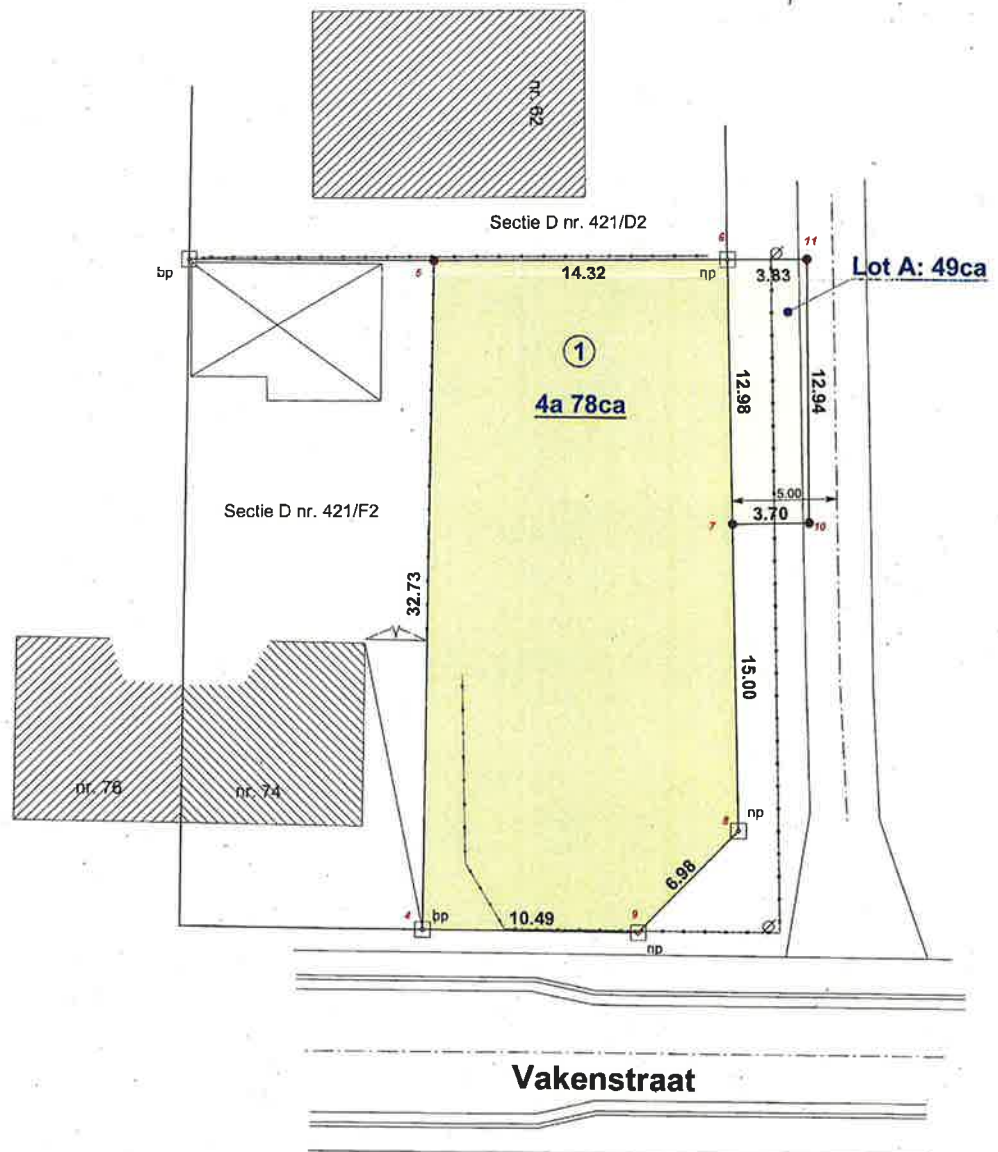 nr. 62
Sectie D nr. 421/D2
6
11
bp
5
14.32
np
3.83
Lot A: 49ca
1
4a 78ca
12.98
12.94
Sectie D nr. 421/F2
5.00
3.70
7
10
32.73
15.00
nr. 76
nr. 74
8
np
6.98
4
bp
10.49
9
np
Vakenstraat